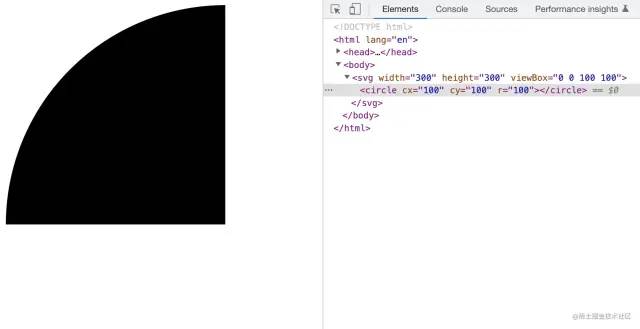 Elements Console Sources Performance insights
<!DOCTYPE html>
<html lang="en">
<head>…</head>
<body>
<svg width="300" height="300" viewBox="0 0 100 100">
<circle cx="100" cy="100" r="100"></circle> == $0
</svg>
</body>
</html>
@稀土掘金技术社区